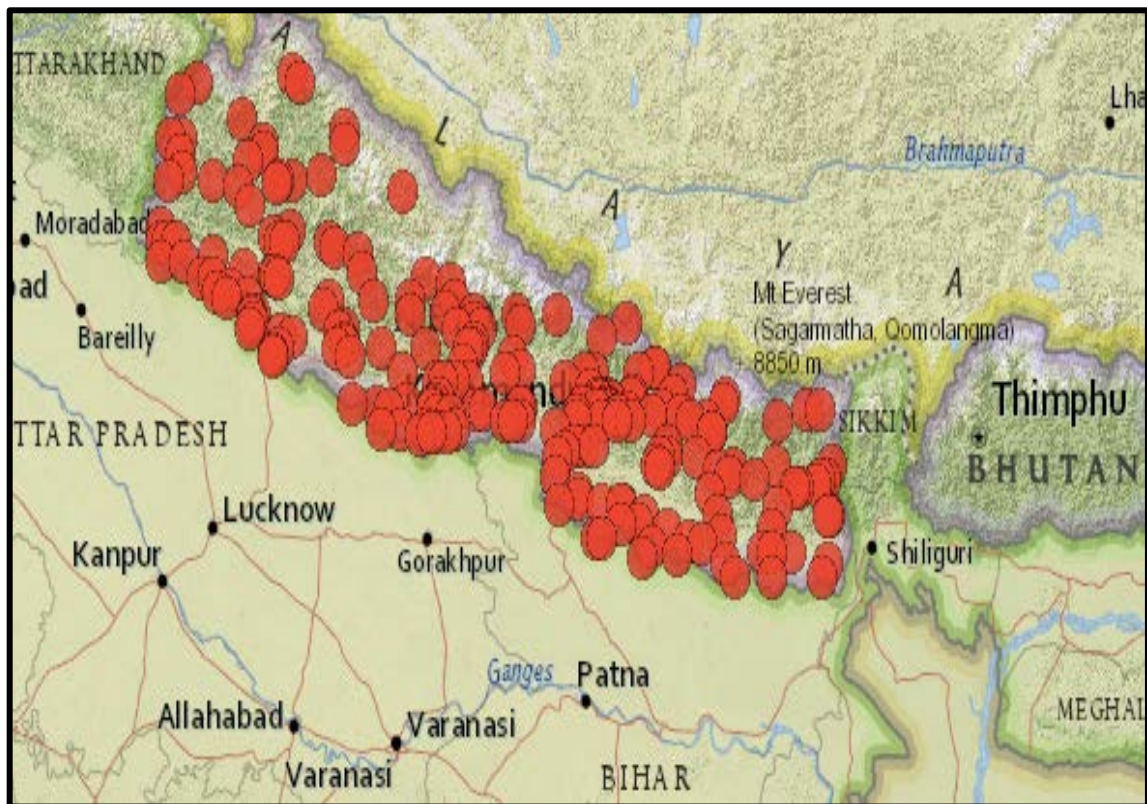 TTARAKHAND
A
L
A
Y
A
Lha
Brahmaputra
Moradabad
ad
Bareilly
Mt Everest
(Sagarmatha, Qomolangma)
8850 m
Thimphu
SIKKIM
BHUTAN
TTAR PRADESH
Lucknow
Gorakhpur
Shiliguri
Kanpur
Ganges
Patna
Allahabad
Varanasi
Varanasi
MEGHAL
BIHAR